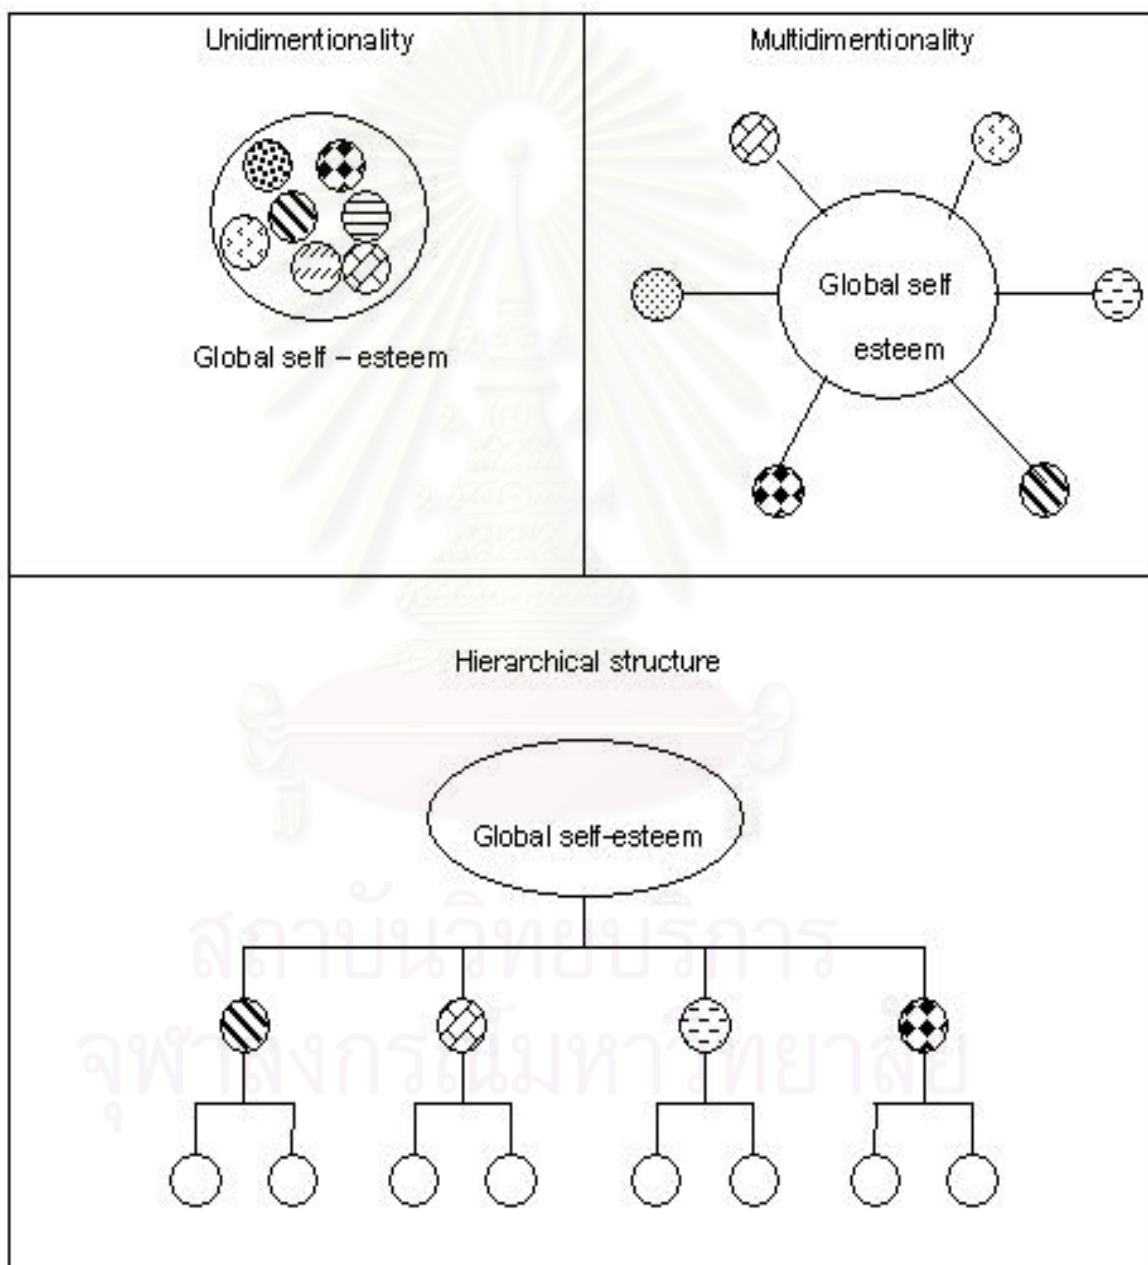 Unidimentionality
Multidimentionality
Global self – esteem
Global self
esteem
Hierarchical structure
Global self-esteem
สถาบันวิทยบริการ
จุฬาลงกรณ์มหาวิทยาลัย